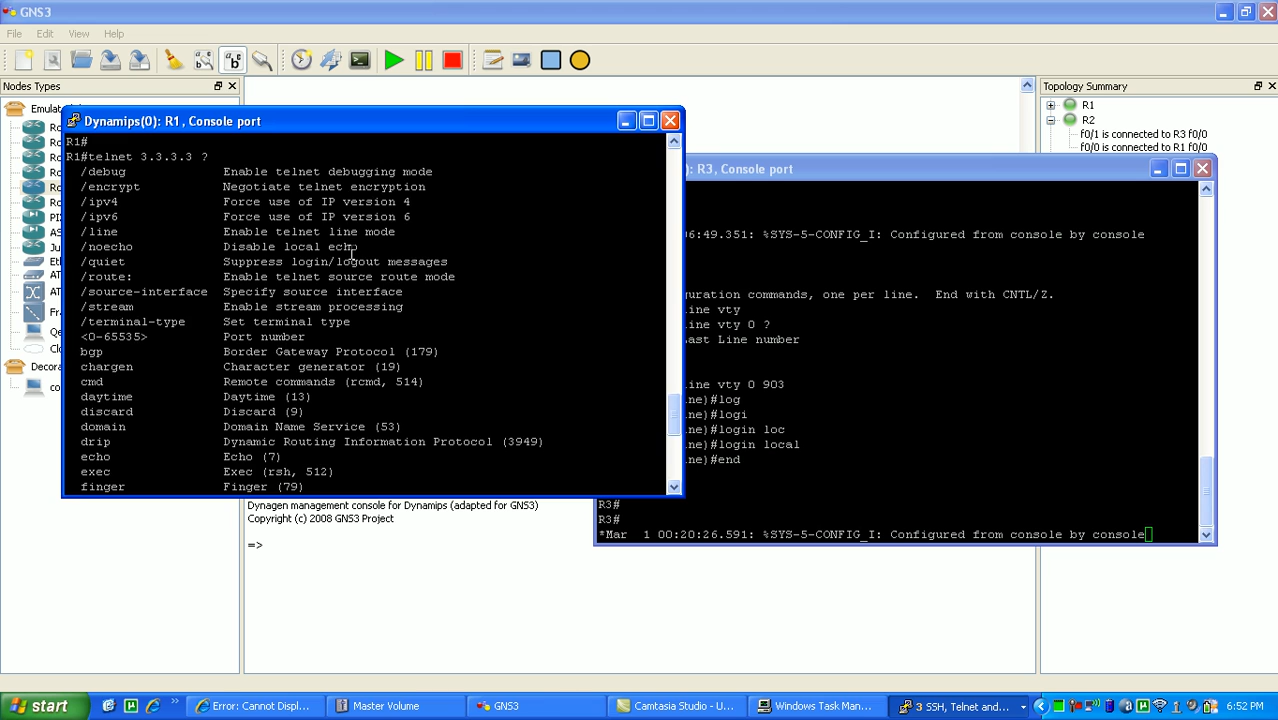 GNS3
File Edit View Help
Nodes Types
Topology Summary
Emulat
R1
R2
f0/1 is connected to R3 f0/0
f0/0 is connected to R1 f0/0
Decora
Dynamips(0): R1, Console port
R1#
R1#telnet 3.3.3.3 ?
/debug Enable telnet debugging mode
/encrypt Negotiate telnet encryption
/ipv4 Force use of IP version 4
/ipv6 Force use of IP version 6
/line Enable telnet line mode
/noecho Disable local echo
/quiet Suppress login/logout messages
/route: Enable telnet source route mode
/source-interface Specify source interface
/stream Enable stream processing
/terminal-type Set terminal type
<0-65535> Port number
bgp Border Gateway Protocol (179)
chargen Character generator (19)
cmd Remote commands (rcmd, 514)
daytime Daytime (13)
discard Discard (9)
domain Domain Name Service (53)
drip Dynamic Routing Information Protocol (3949)
echo Echo (7)
exec Exec (rsh, 512)
finger Finger (79)
): R3, Console port
6:49.351: %SYS-5-CONFIG_I: Configured from console by console
guration commands, one per line. End with CNTL/Z.
ine vty
ine vty 0 ?
ast Line number
ine vty 0 903
ne)#log
ne)#logi
ne)#login loc
ne)#login local
ne)#end
R3#
R3#
*Mar 1 00:20:26.591: %SYS-5-CONFIG_I: Configured from console by console
Dynagen management console for Dynamips (adapted for GNS3)
Copyright (c) 2008 GNS3 Project
=>
start
Error: Cannot Displ...
Master Volume
GNS3
Camtasia Studio - U...
Windows Task Man...
3 SSH, Telnet and...
6:52 PM